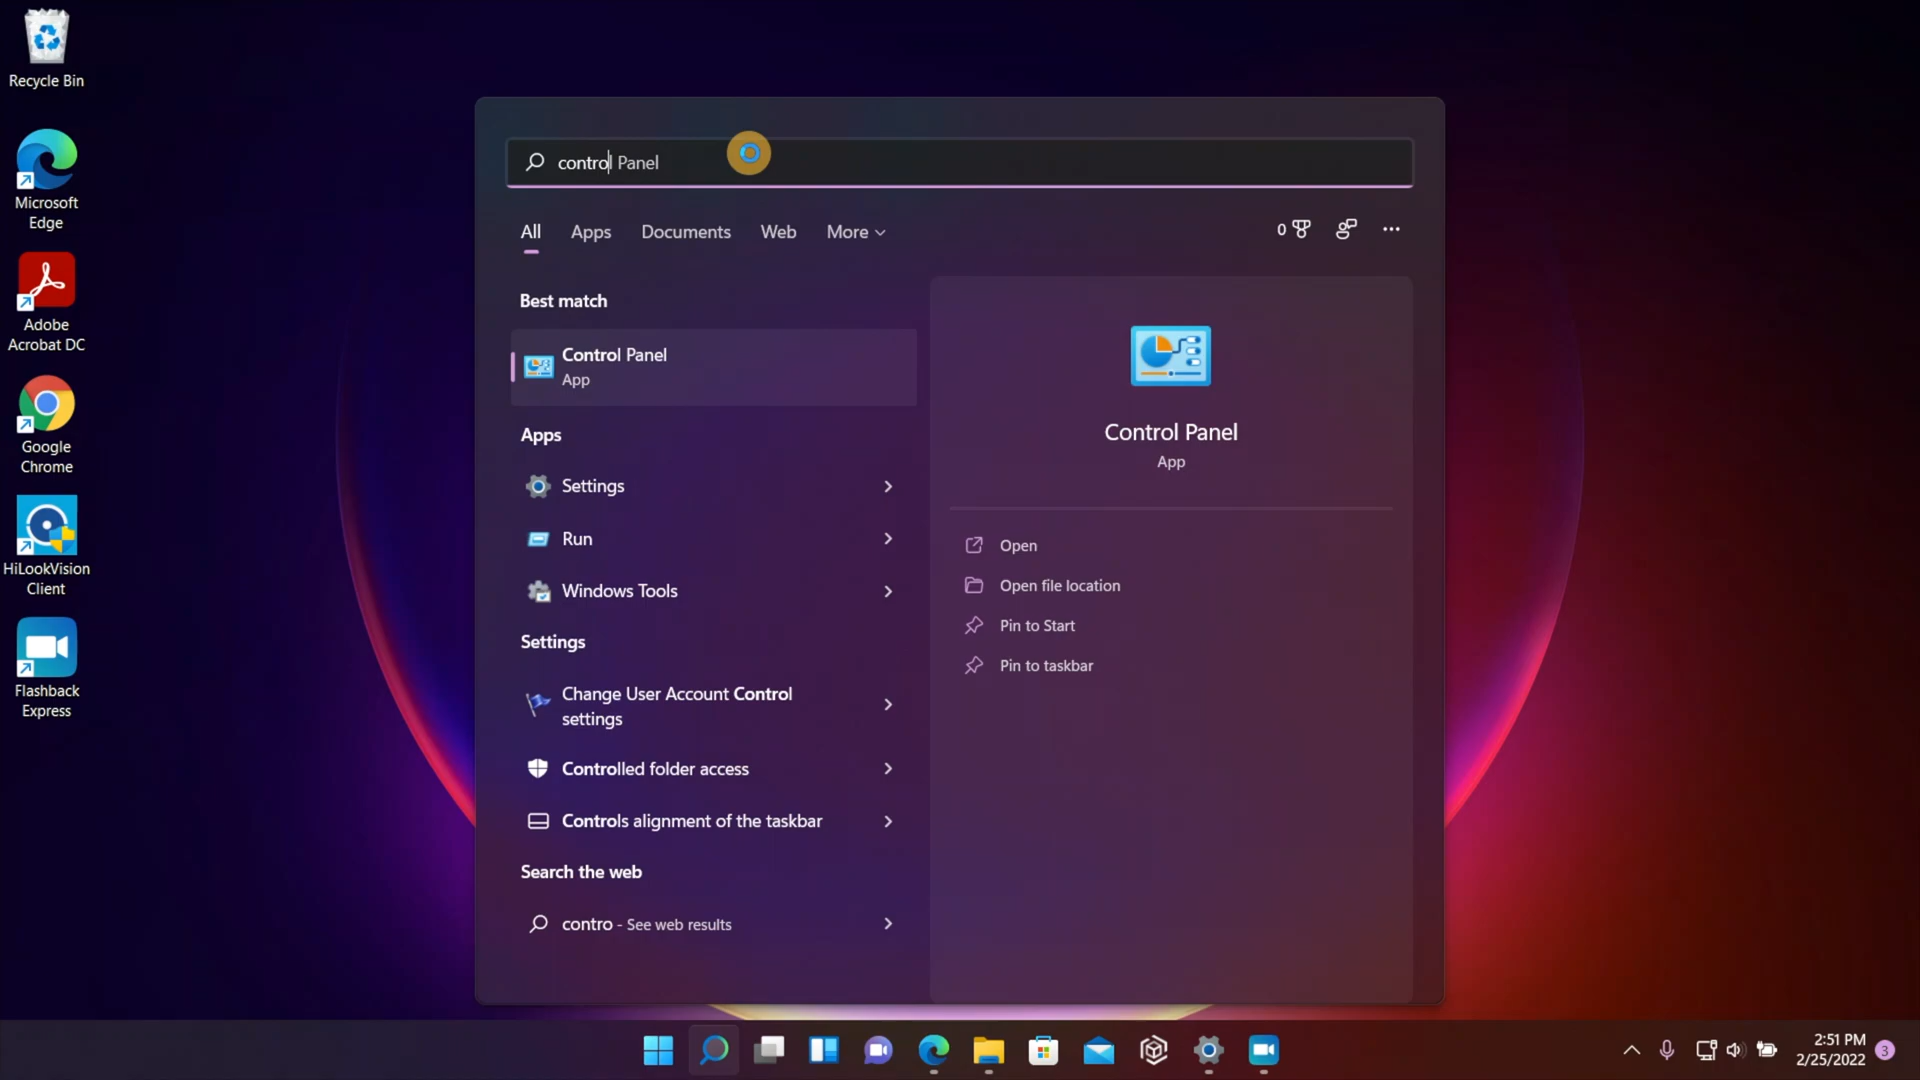 Recycle Bin
Microsoft
Edge
Adobe
Acrobat DC
Google
Chrome
HiLookVision
Client
Flashback
Express
control Panel
All
Apps
Documents
Web
More
0
Best match
Control Panel
App
Apps
Settings
Run
Windows Tools
Settings
Change User Account Control
settings
Controlled folder access
Controls alignment of the taskbar
Search the web
contro - See web results
Control Panel
App
Open
Open file location
Pin to Start
Pin to taskbar
2:51 PM
2/25/2022
3